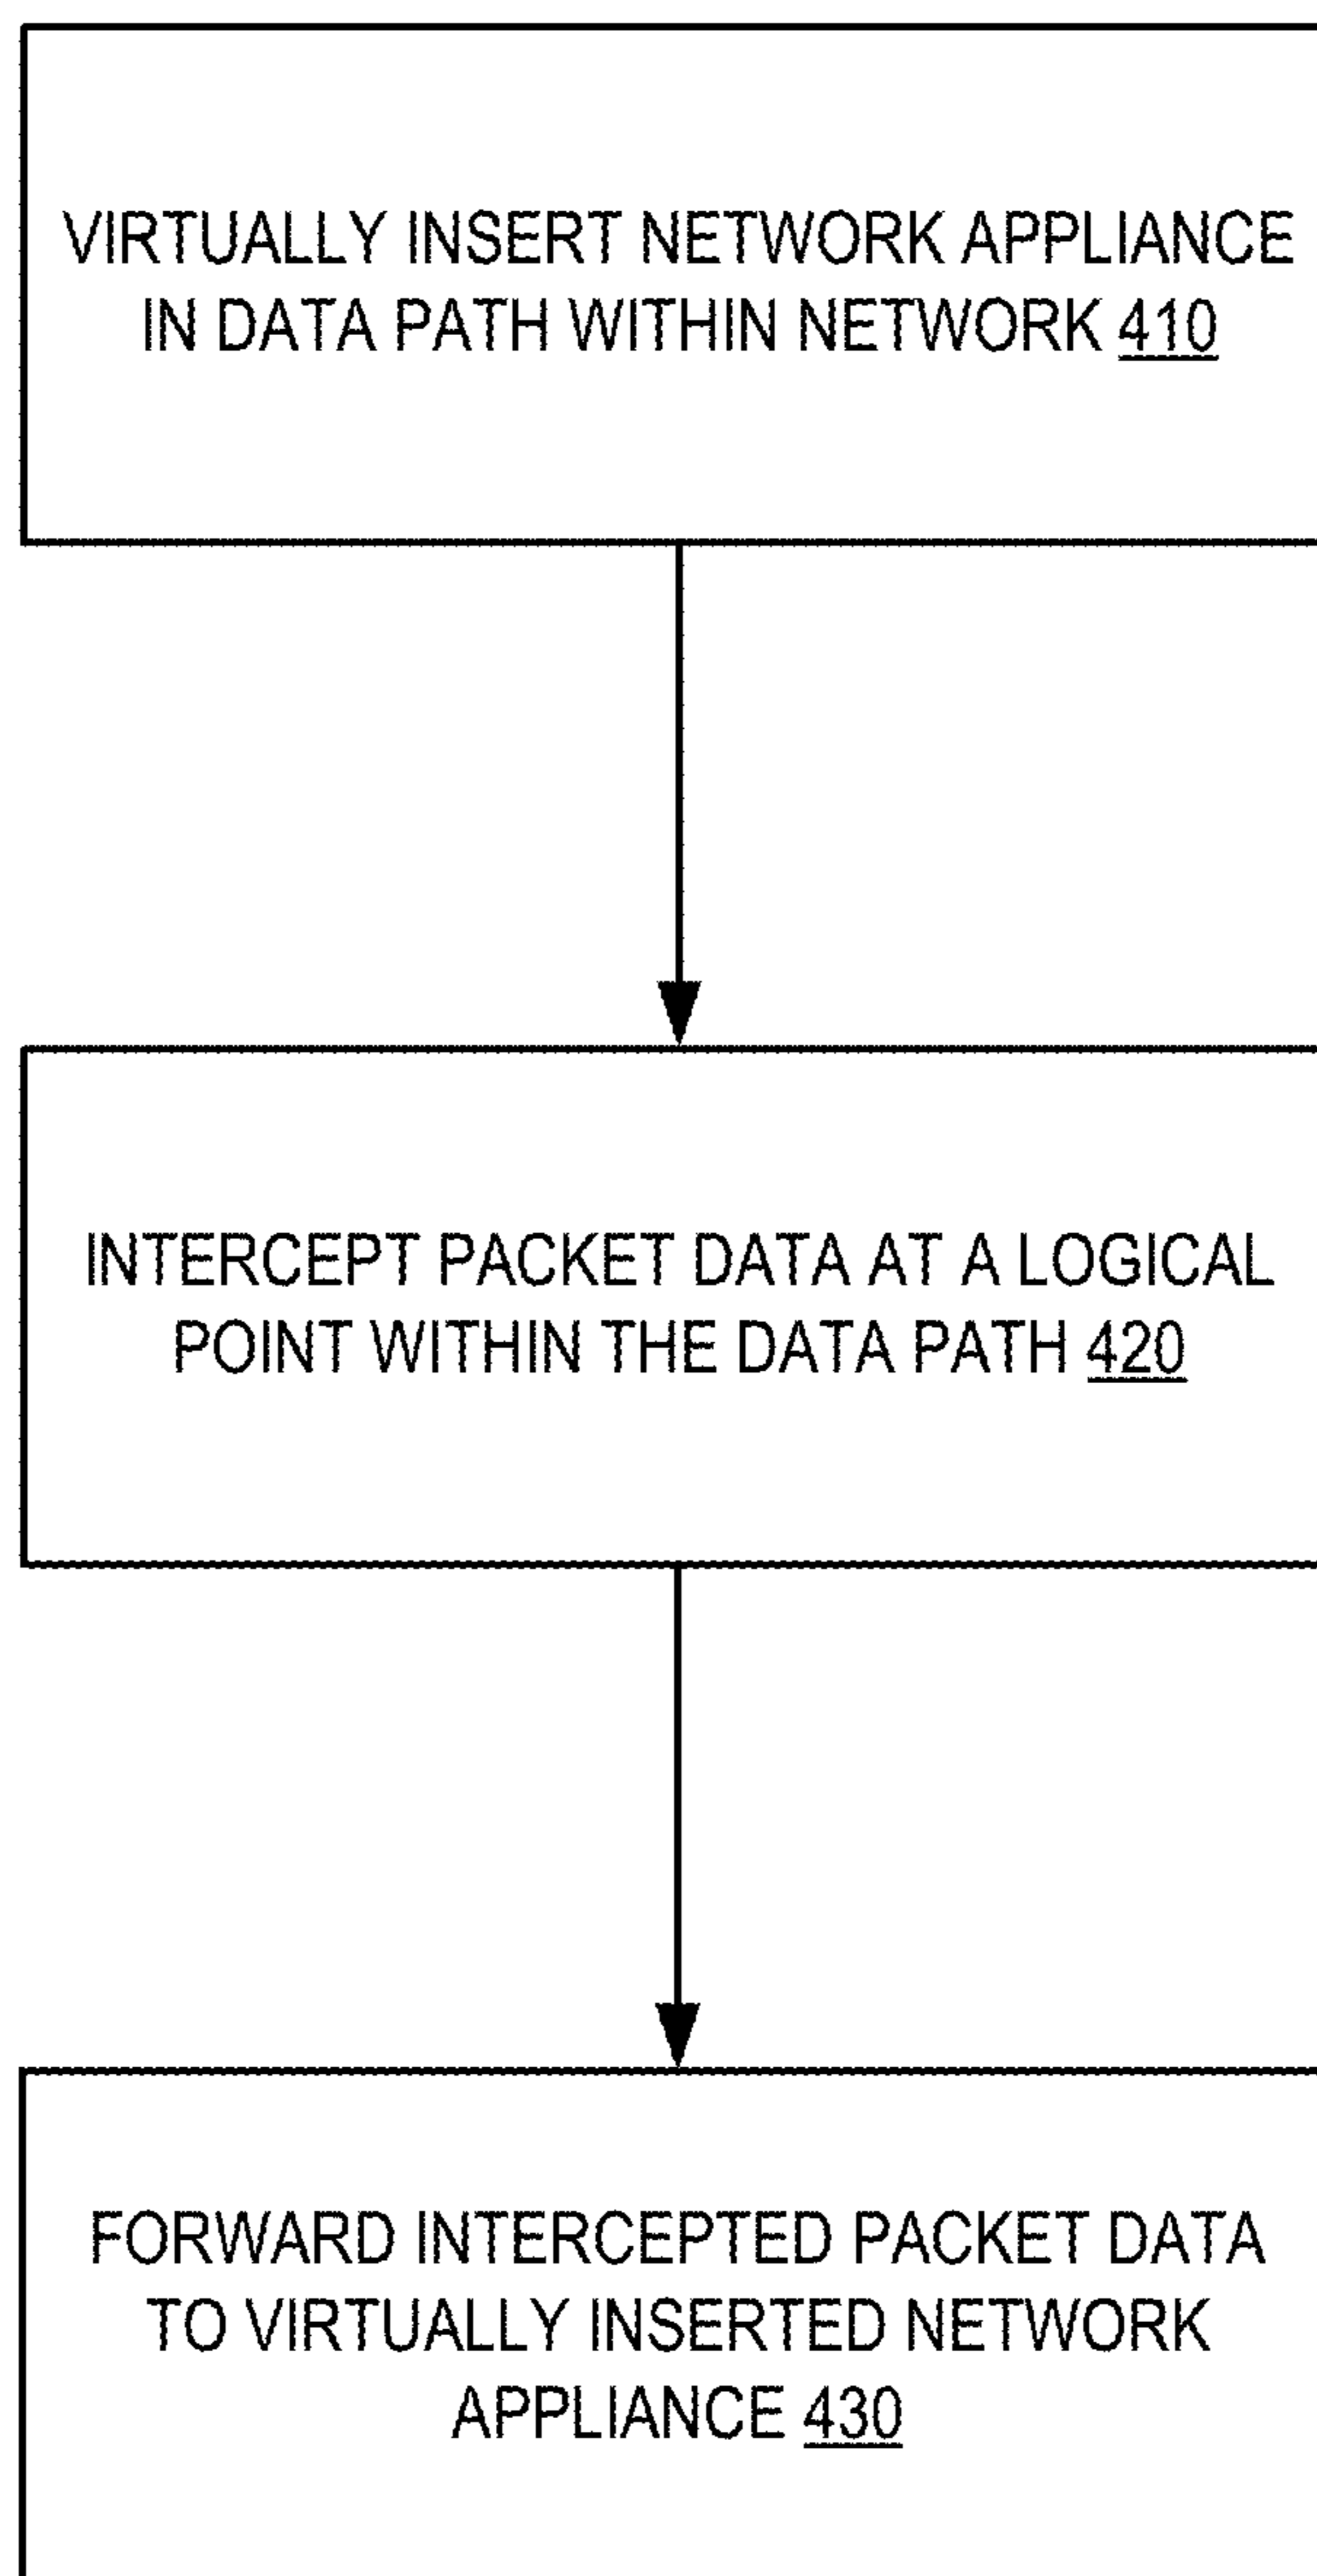 VIRTUALLY INSERT NETWORK APPLIANCE
IN DATA PATH WITHIN NETWORK 410
INTERCEPT PACKET DATA AT A LOGICAL
POINT WITHIN THE DATA PATH 420
FORWARD INTERCEPTED PACKET DATA
TO VIRTUALLY INSERTED NETWORK
APPLIANCE 430